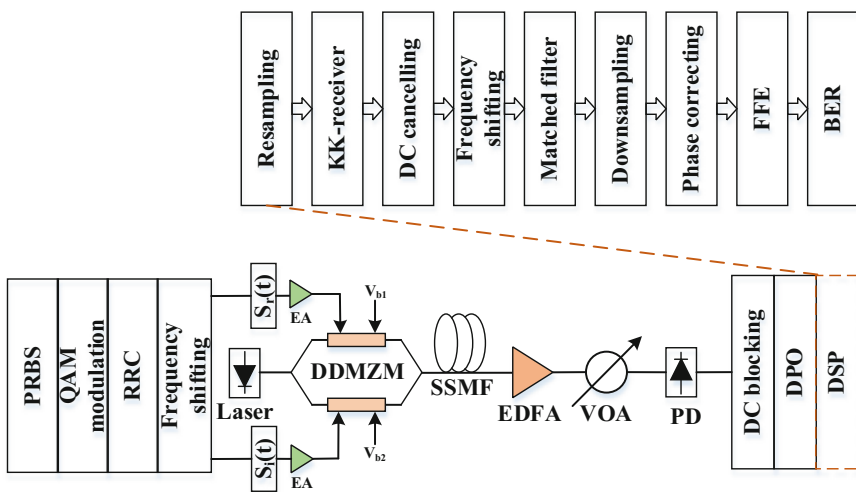 Resampling
KK-receiver
DC cancelling
Frequency
shifting
Matched filter
Downsampling
Phase correcting
FFE
BER
PRBS
QAM
modulation
RRC
Frequency
shifting
Sr(t)
EA
Vb1
Laser
DDMZM
Si(t)
EA
Vb2
SSMF
EDFA
VOA
PD
DC blocking
DPO
DSP